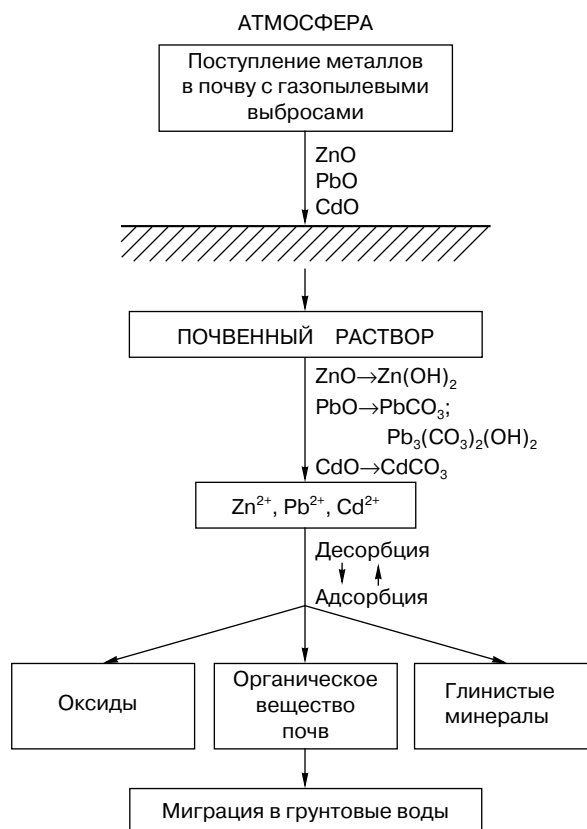 АТМОСФЕРА
Поступление металлов
в почву с газопылевыми
выбросами
ZnO
PbO
CdO
ПОЧВЕННЫЙ РАСТВОР
ZnO→Zn(OH)₂
PbO→PbCO₃;
Pb₃(CO₃)₂(OH)₂
CdO→CdCO₃
Zn²⁺, Pb²⁺, Cd²⁺
Десорбция
Адсорбция
Оксиды
Органическое
вещество
почв
Глинистые
минералы
Миграция в грунтовые воды